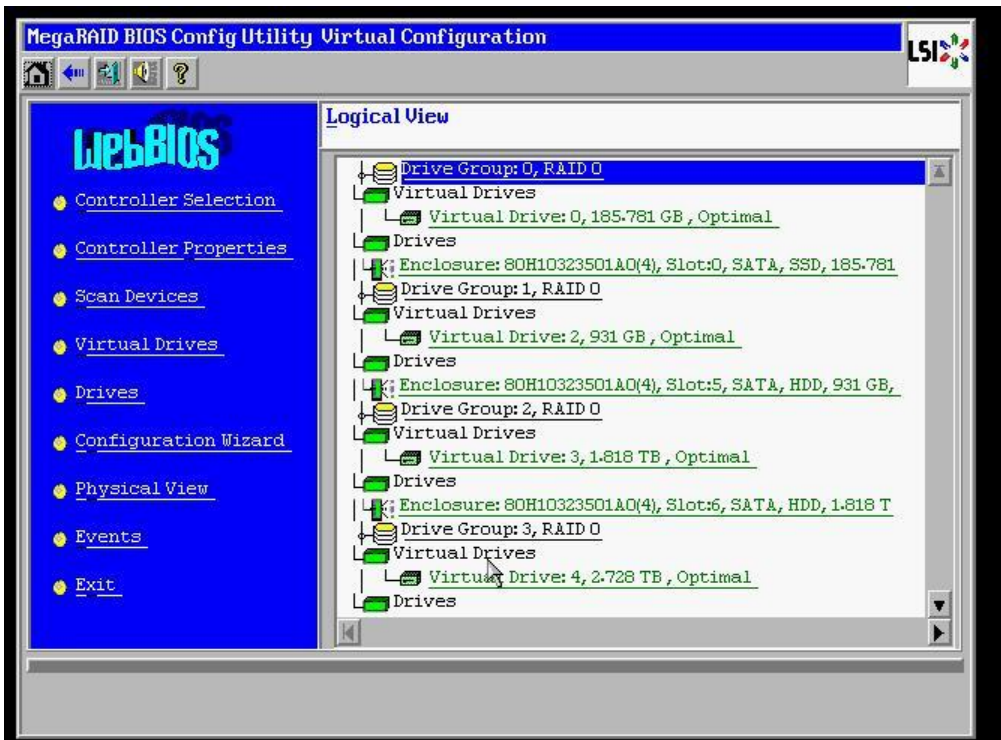 MegaRAID BIOS Config Utility Virtual Configuration
LSI
WebBIOS
Controller Selection
Controller Properties
Scan Devices
Virtual Drives
Drives
Configuration Wizard
Physical View
Events
Exit
Logical View
Drive Group: 0, RAID 0
Virtual Drives
Virtual Drive: 0, 185.781 GB, Optimal
Drives
Enclosure: 80H10323501A0(4), Slot:0, SATA, SSD, 185.781
Drive Group: 1, RAID 0
Virtual Drives
Virtual Drive: 2, 931 GB, Optimal
Drives
Enclosure: 80H10323501A0(4), Slot:5, SATA, HDD, 931 GB,
Drive Group: 2, RAID 0
Virtual Drives
Virtual Drive: 3, 1.818 TB, Optimal
Drives
Enclosure: 80H10323501A0(4), Slot:6, SATA, HDD, 1.818 T
Drive Group: 3, RAID 0
Virtual Drives
Virtual Drive: 4, 2.728 TB, Optimal
Drives